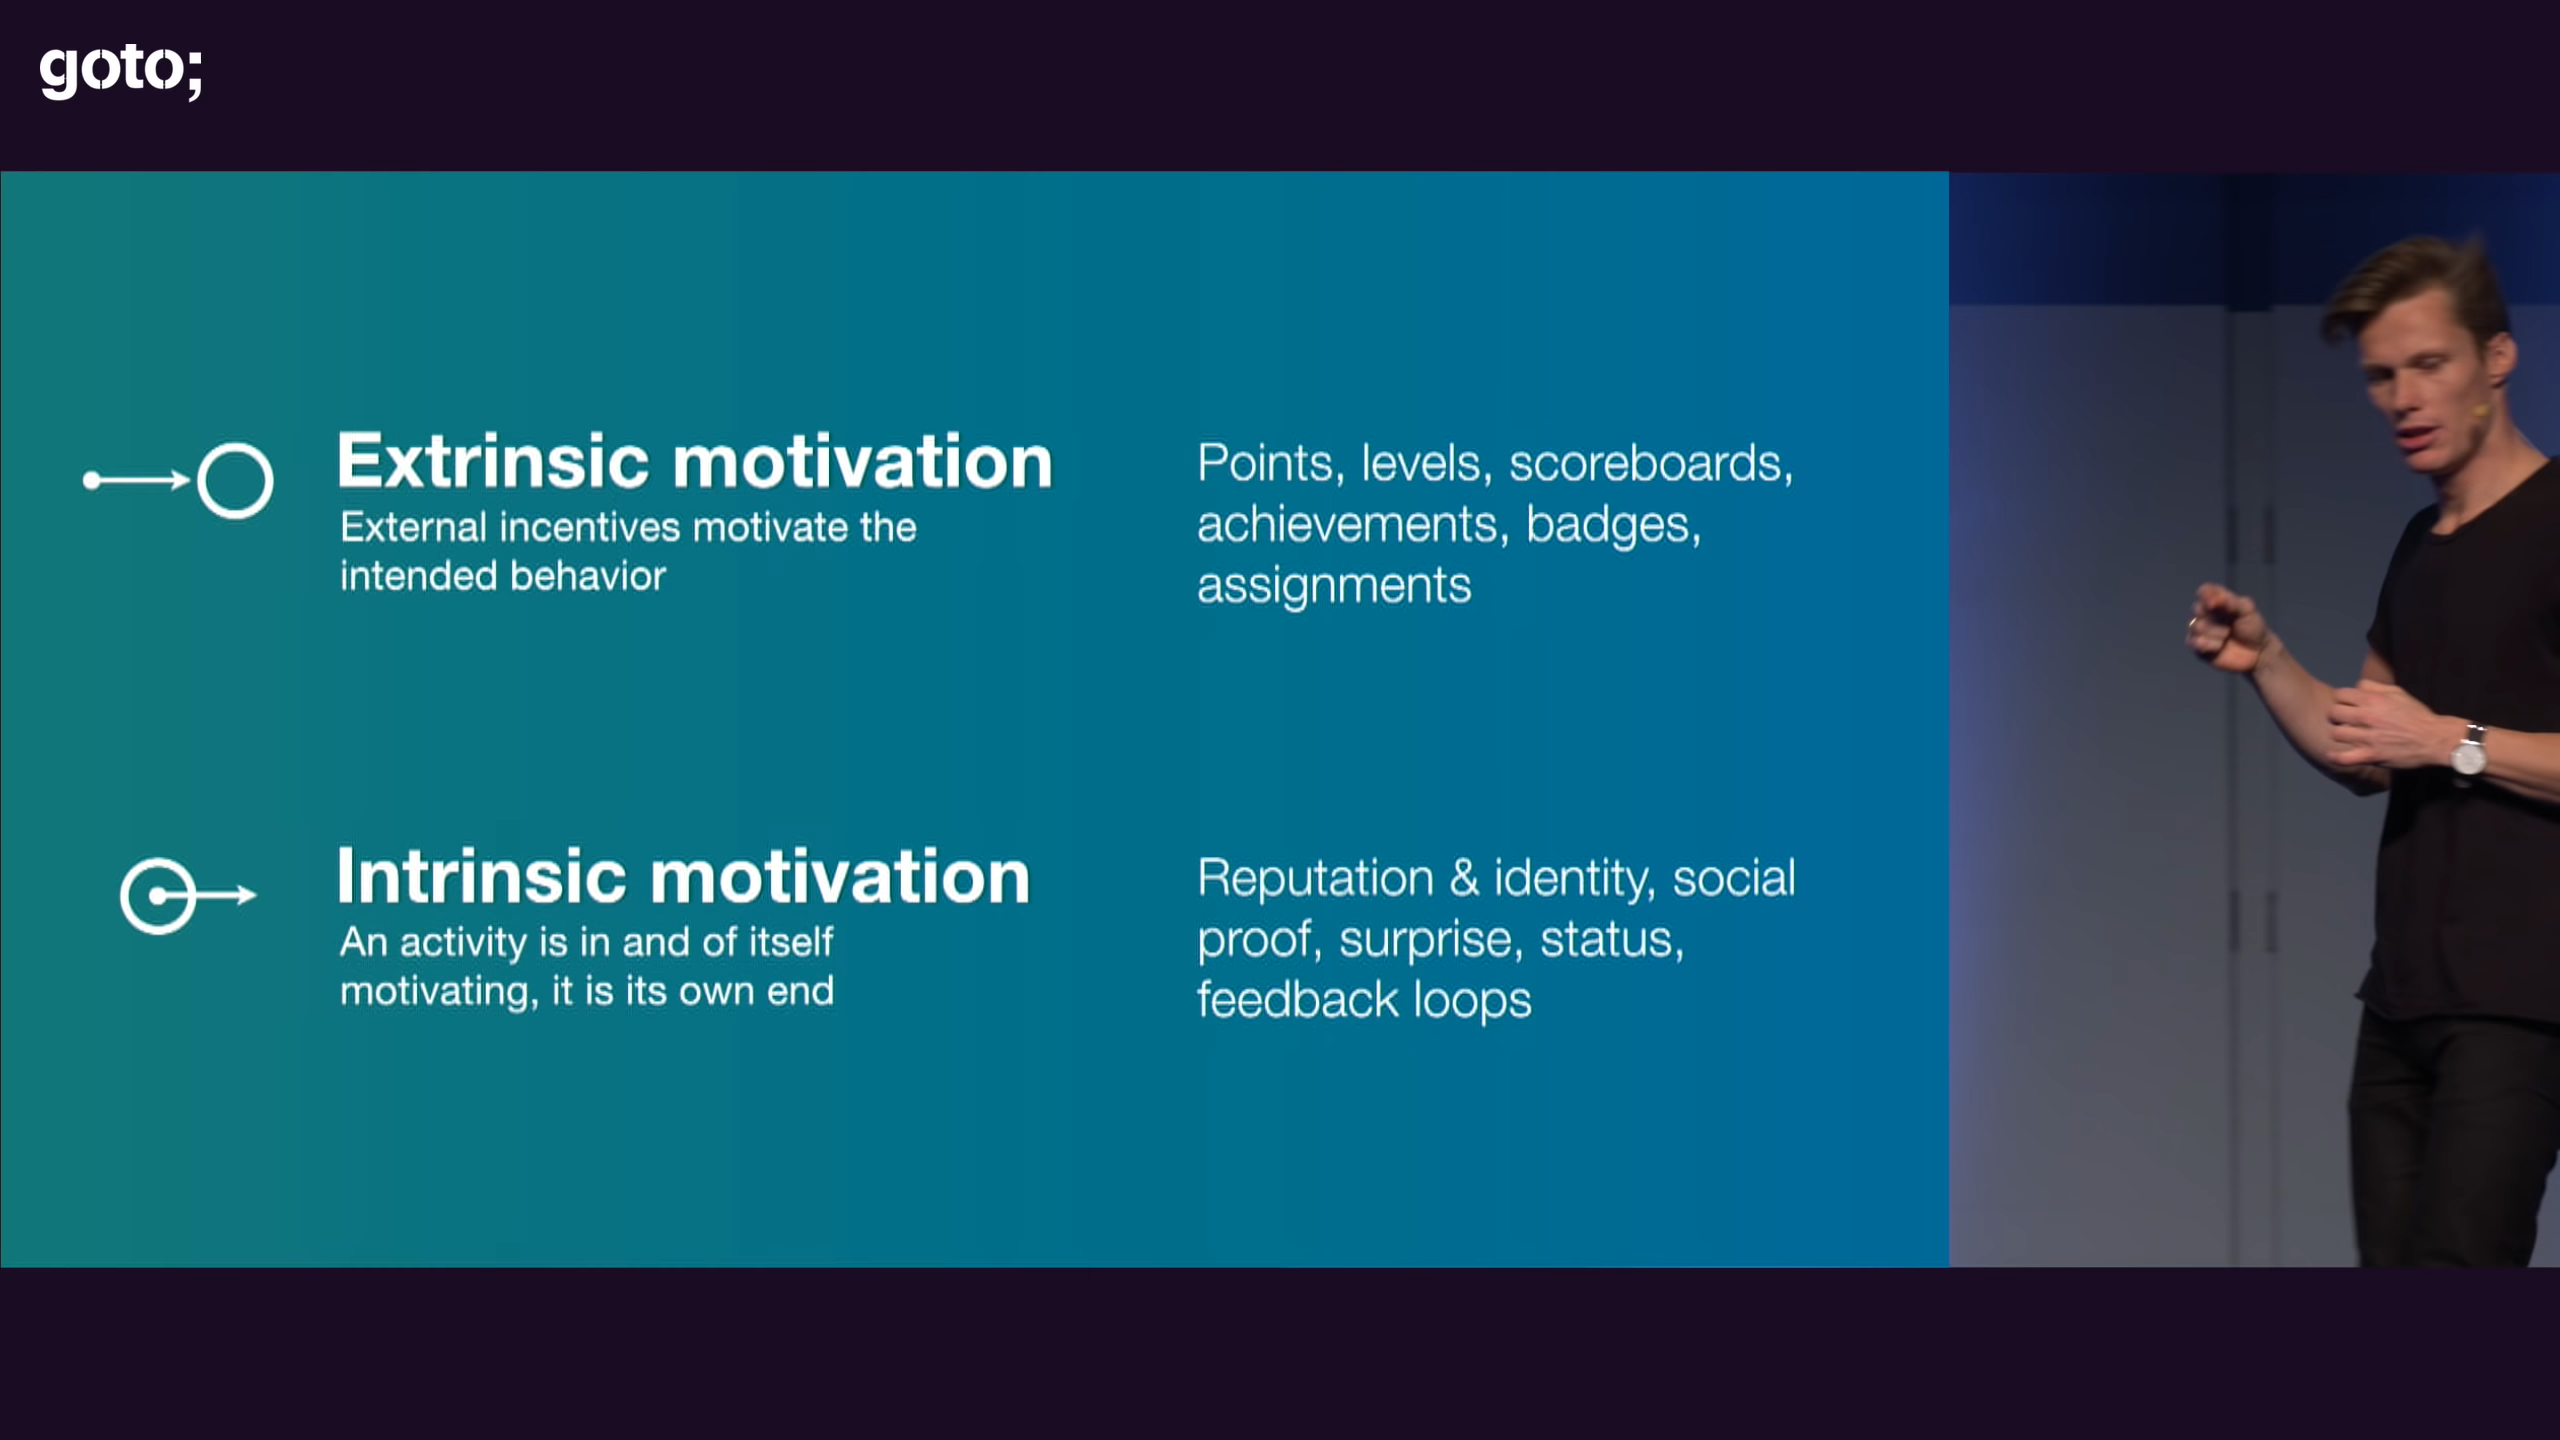 goto;
Extrinsic motivation
External incentives motivate the
intended behavior
Points, levels, scoreboards,
achievements, badges,
assignments
Intrinsic motivation
An activity is in and of itself
motivating, it is its own end
Reputation & identity, social
proof, surprise, status,
feedback loops